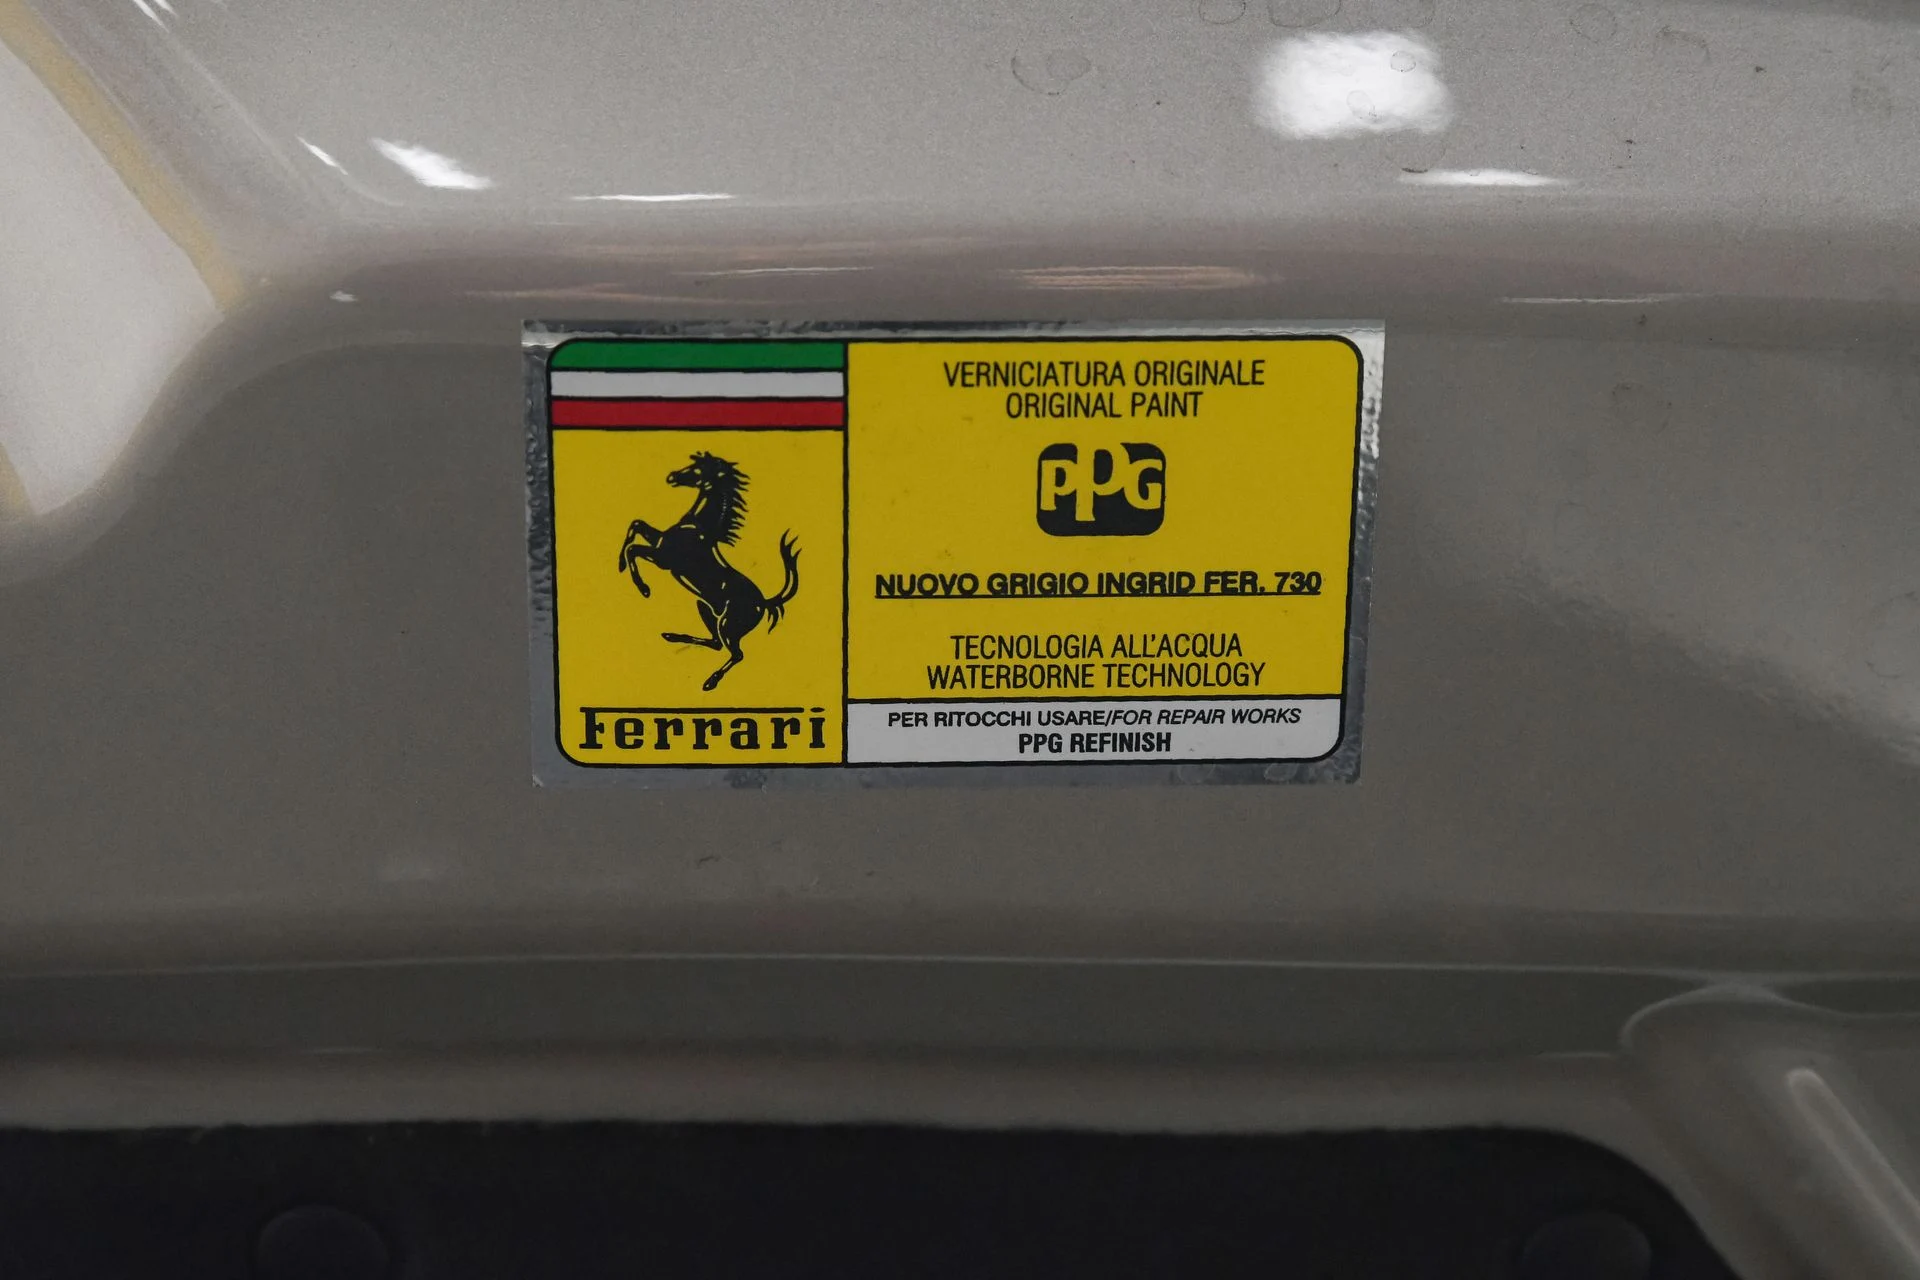 Ferrari
VERNICIATURA ORIGINALE
ORIGINAL PAINT
PPG
NUOVO GRIGIO INGRID FER. 730
TECNOLOGIA ALL'ACQUA
WATERBORNE TECHNOLOGY
PER RITOCCHI USARE/FOR REPAIR WORKS
PPG REFINISH